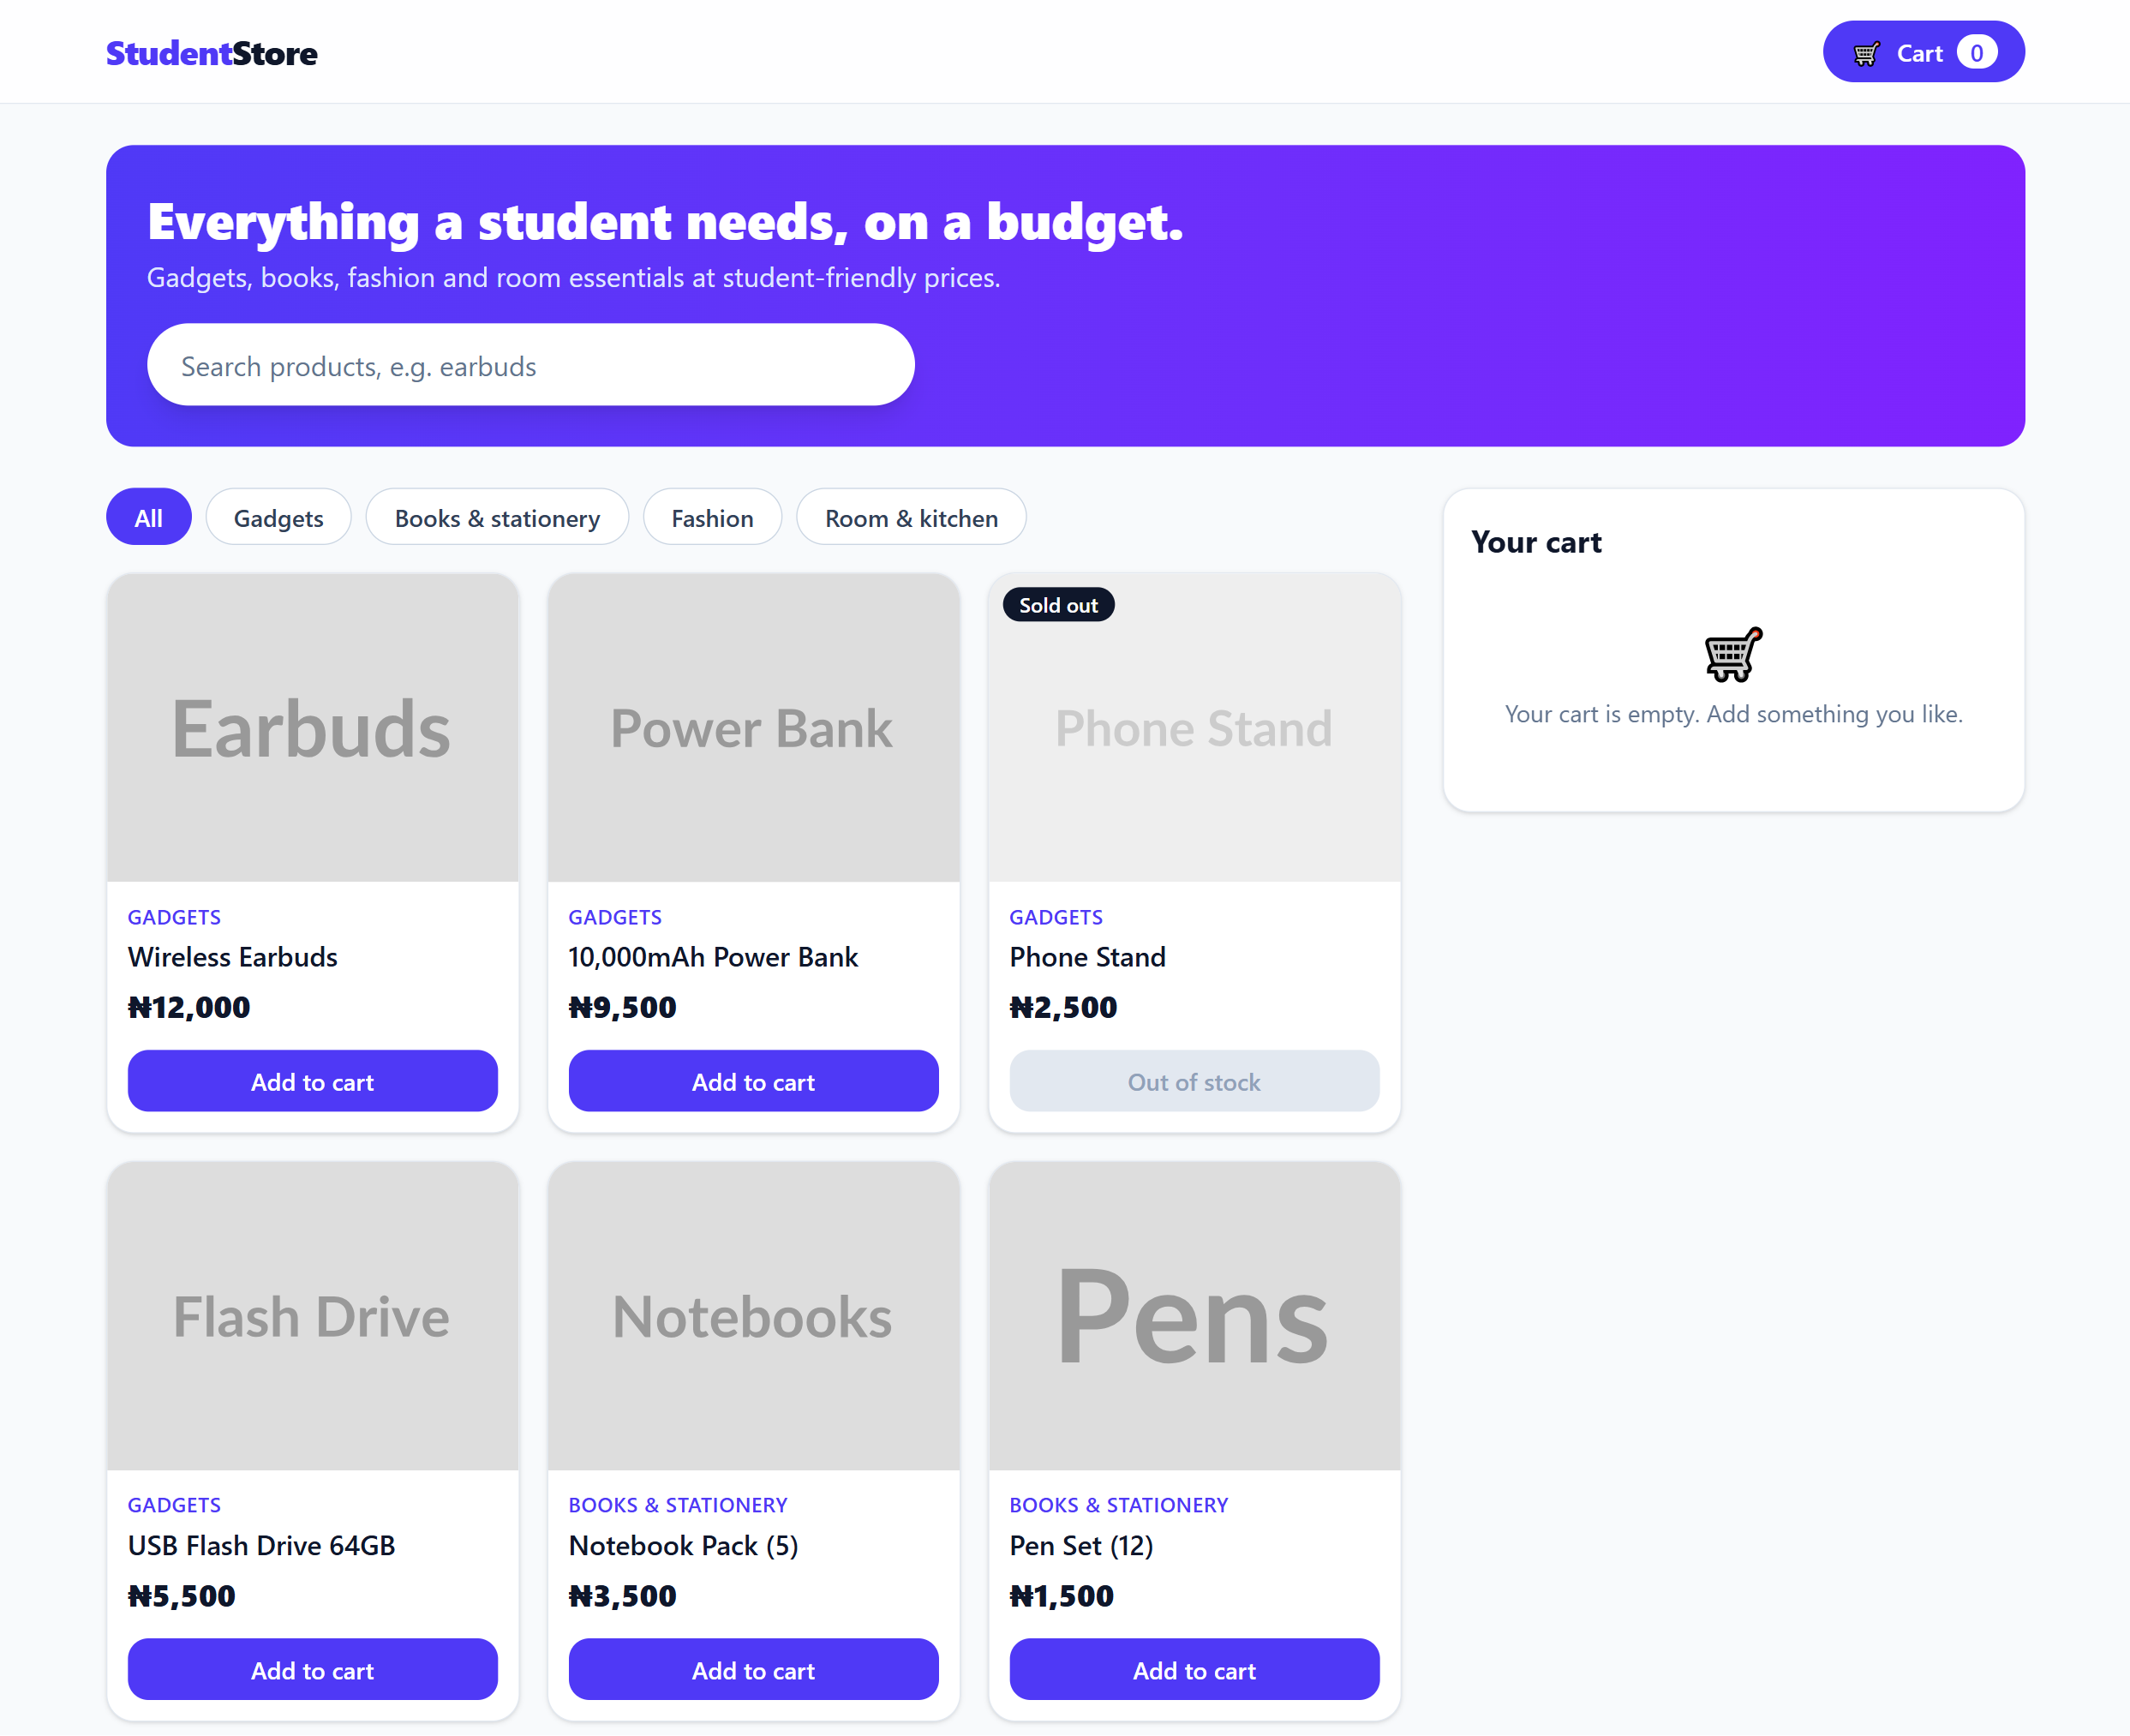 StudentStore
Cart 0
Everything a student needs, on a budget.
Gadgets, books, fashion and room essentials at student-friendly prices.
Search products, e.g. earbuds
All
Gadgets
Books & stationery
Fashion
Room & kitchen
Your cart
Your cart is empty. Add something you like.
Earbuds
GADGETS
Wireless Earbuds
₦12,000
Add to cart
Power Bank
GADGETS
10,000mAh Power Bank
₦9,500
Add to cart
Sold out
Phone Stand
GADGETS
Phone Stand
₦2,500
Out of stock
Flash Drive
GADGETS
USB Flash Drive 64GB
₦5,500
Add to cart
Notebooks
BOOKS & STATIONERY
Notebook Pack (5)
₦3,500
Add to cart
Pens
BOOKS & STATIONERY
Pen Set (12)
₦1,500
Add to cart